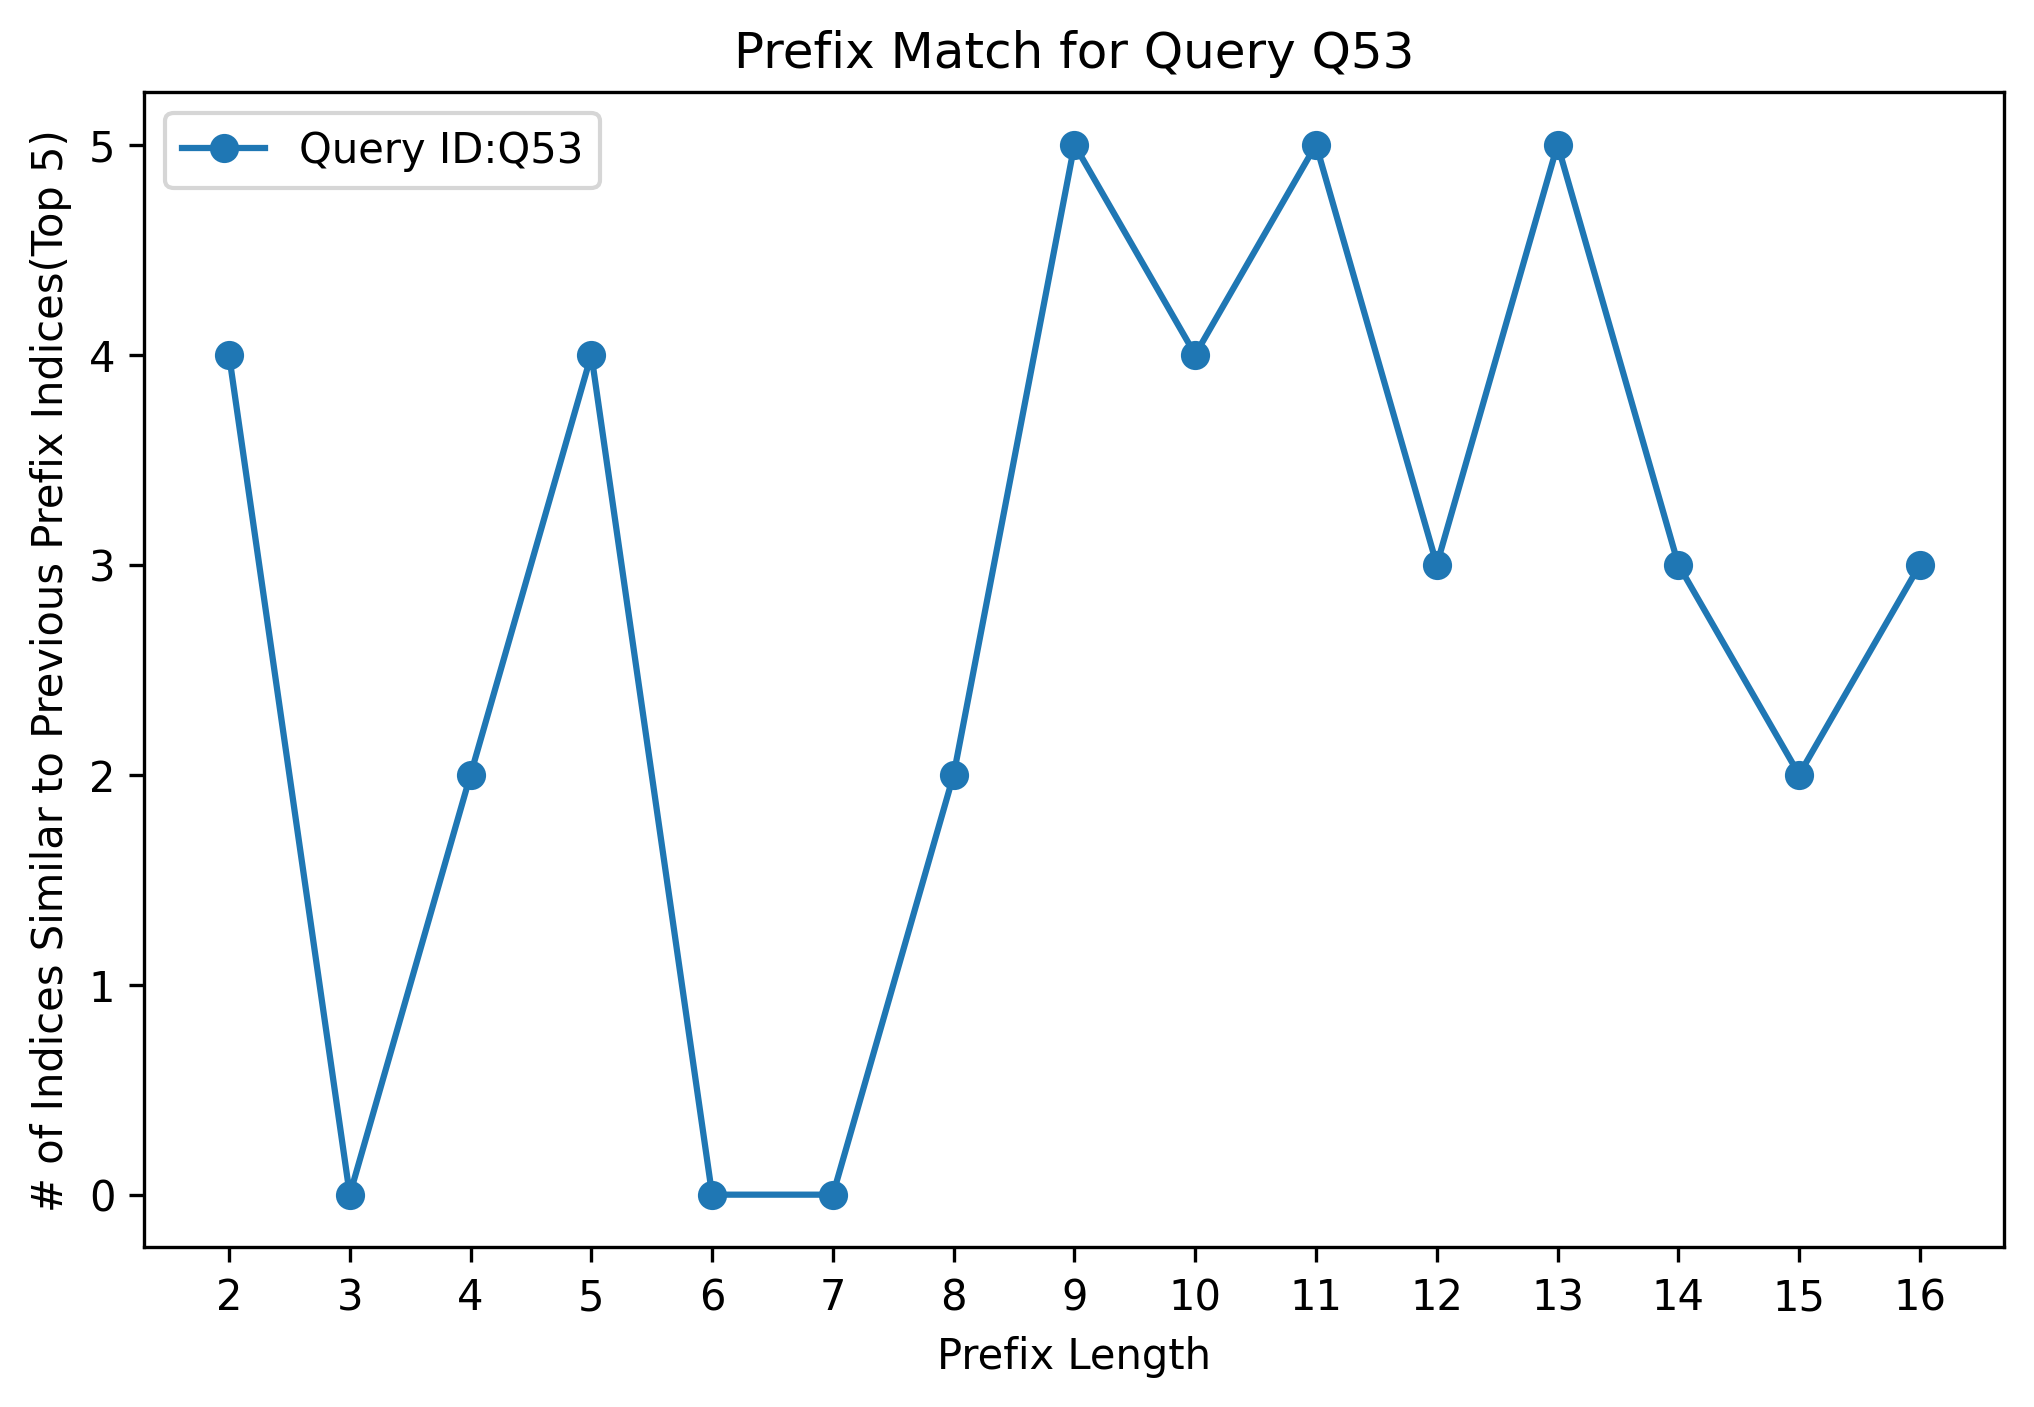 Prefix Match for Query Q53
Query ID:Q53
# of Indices Similar to Previous Prefix Indices(Top 5)
5
4
3
2
1
0
2 3 4 5 6 7 8 9 10 11 12 13 14 15 16
Prefix Length